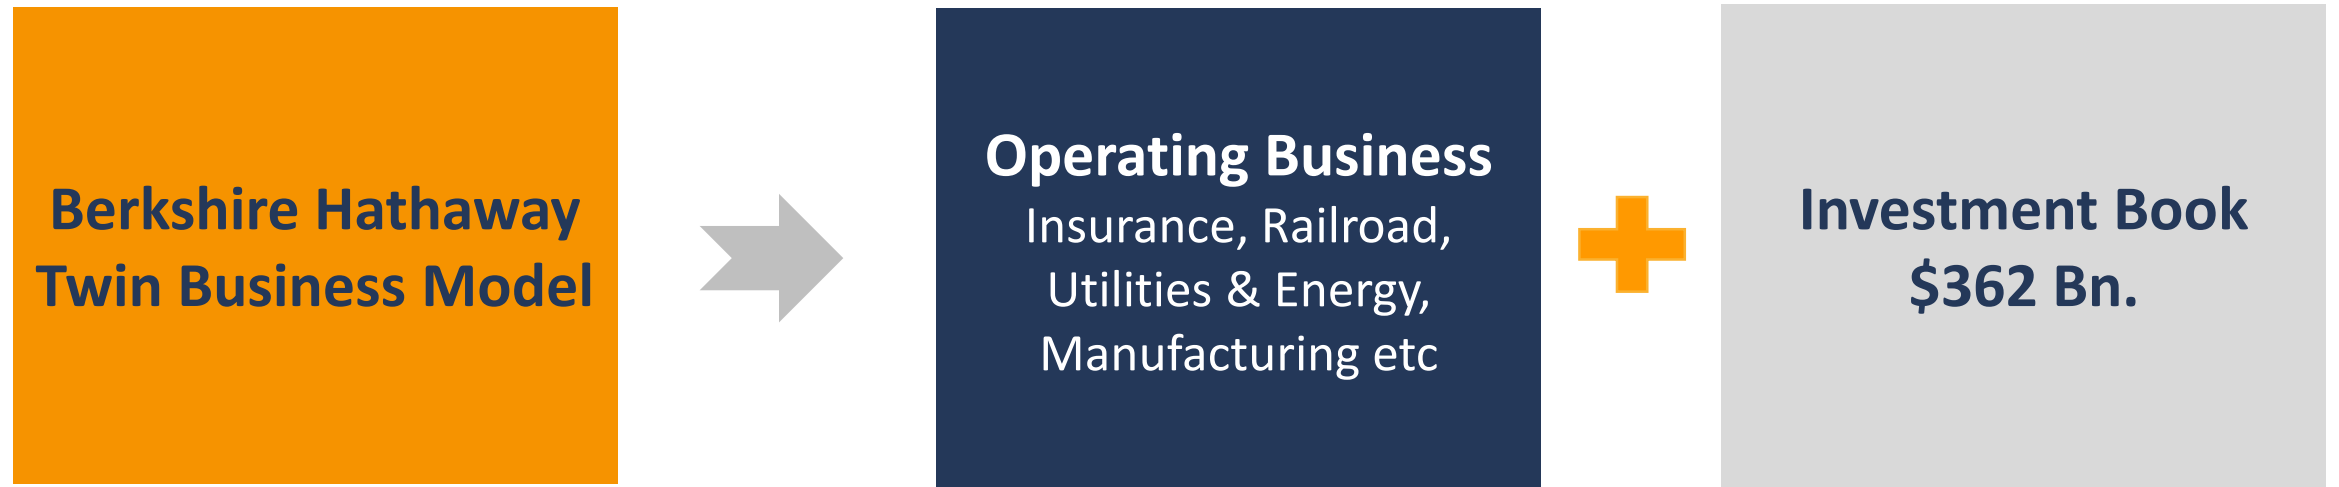 Berkshire Hathaway
Twin Business Model
Operating Business
Insurance, Railroad,
Utilities & Energy,
Manufacturing etc
Investment Book
$362 Bn.